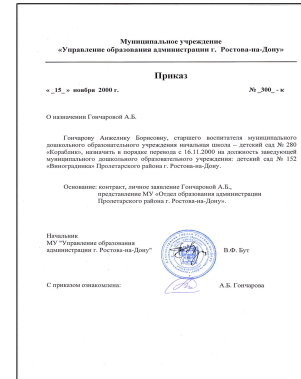 Муниципальное учреждение
«Управление образования администрации г. Ростова-на-Дону»
Приказ
«_15_» ноября 2000 г. № _300_ - к
О назначении Гончаровой А.Б.
Гончарову Анжелику Борисовну, старшего воспитателя муниципального
дошкольного образовательного учреждения начальная школа – детский сад № 280
«Кораблик», назначить в порядке перевода с 16.11.2000 на должность заведующей
муниципального дошкольного образовательный учреждения: детский сад № 152
«Виноградинка» Пролетарского района г. Ростова-на-Дону.
Основание: контракт, личное заявление Гончаровой А.Б.,
представление МУ «Отдел образования администрации
Пролетарского района г. Ростова-на-Дону».
Начальник
МУ "Управление образования
администрации г. Ростова-на-Дону" В.Ф. Бут
С приказом ознакомлена: А.Б. Гончарова